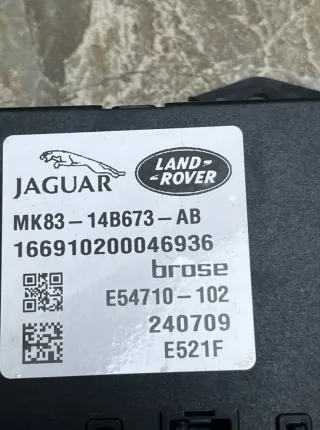 JAGUAR
LAND-
-ROVER
MK83-14B673-AB
166910200046936
brose
E54710-102
240709
E521F